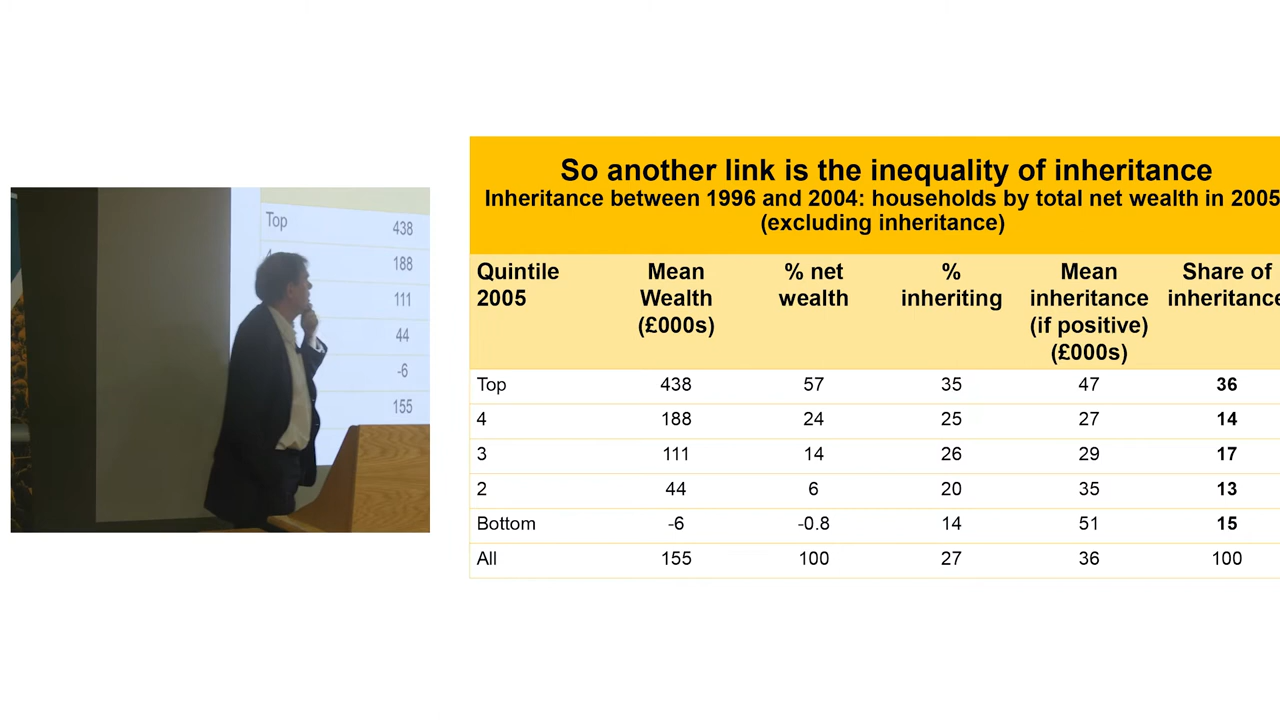 Top 438
188
111
44
-6
155
So another link is the inequality of inheritance
Inheritance between 1996 and 2004: households by total net wealth in 2005
(excluding inheritance)
Quintile Mean % net % Mean Share of
2005 Wealth wealth inheriting inheritance inheritance
(£000s) (if positive)
(£000s)
Top 438 57 35 47 36
4 188 24 25 27 14
3 111 14 26 29 17
2 44 6 20 35 13
Bottom -6 -0.8 14 51 15
All 155 100 27 36 100